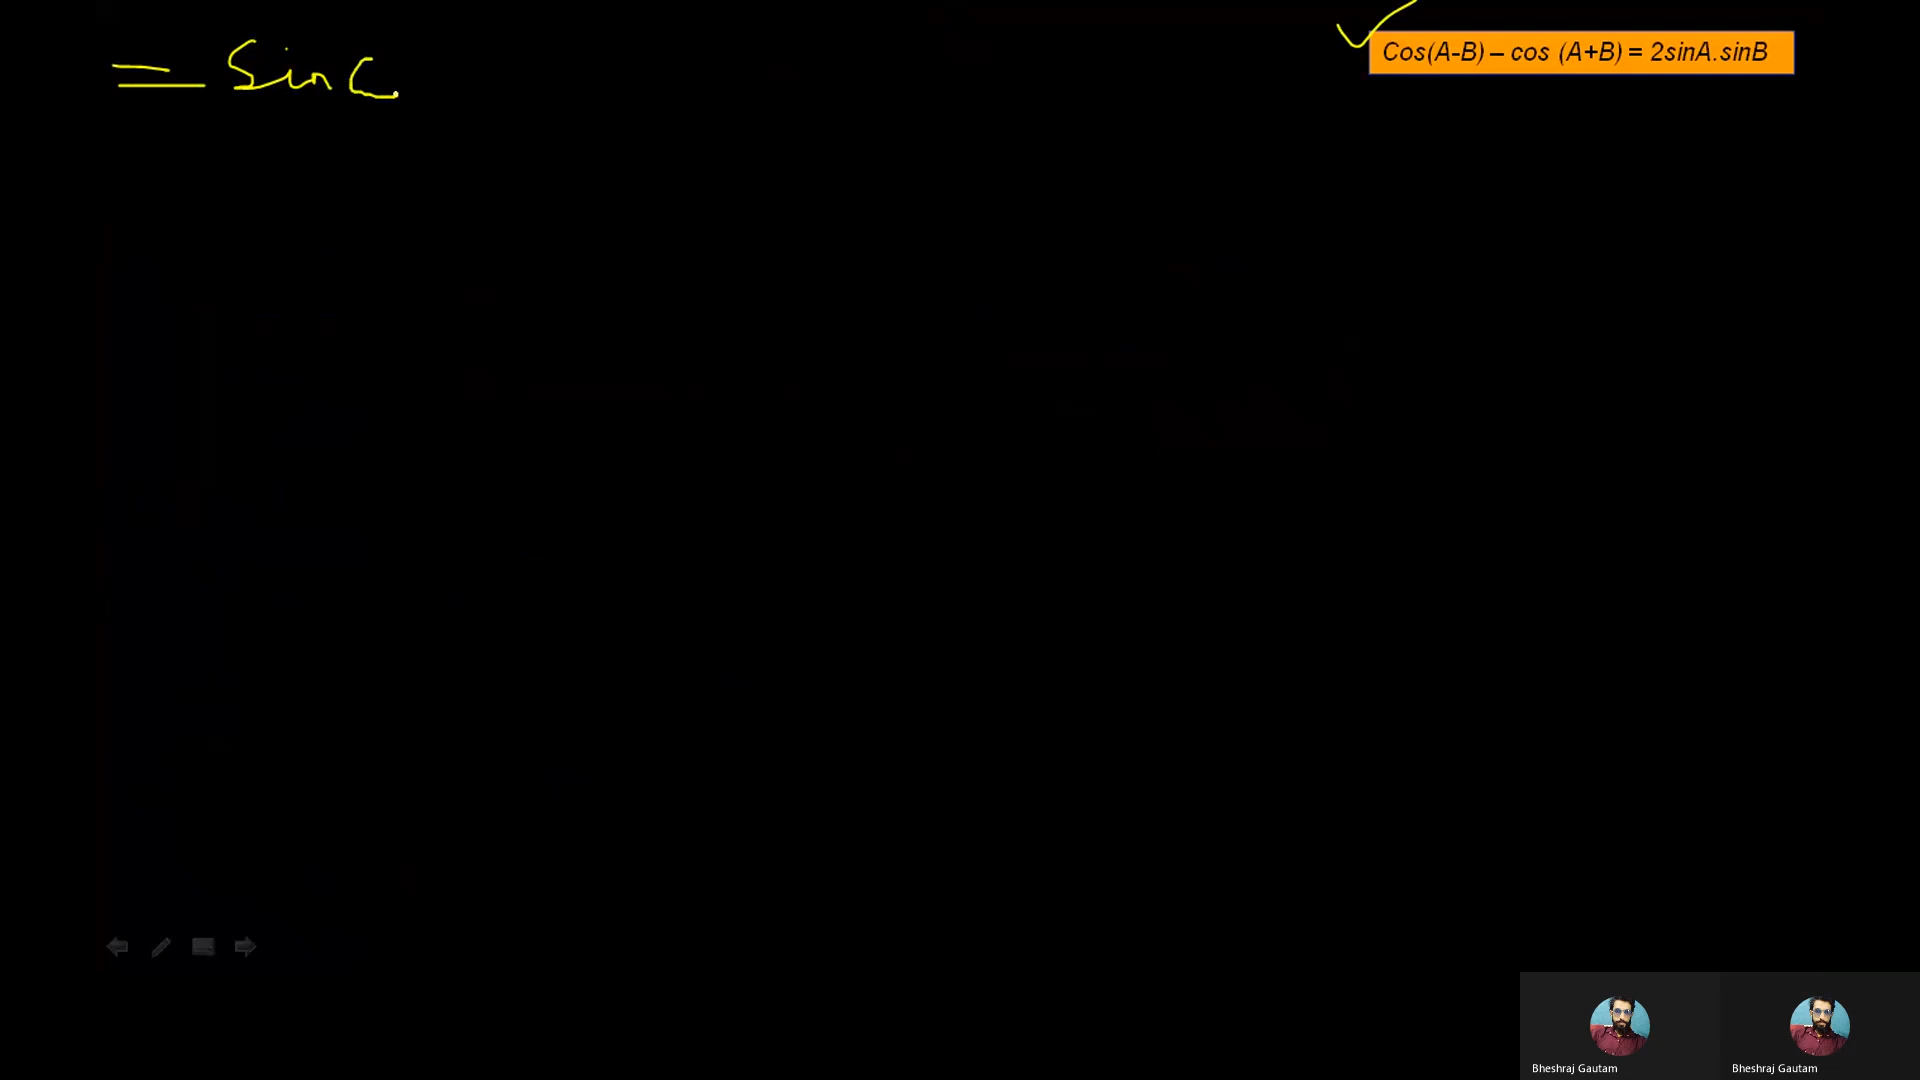 = Sin C
Cos(A-B) – cos (A+B) = 2sinA.sinB
Bheshraj Gautam
Bheshraj Gautam